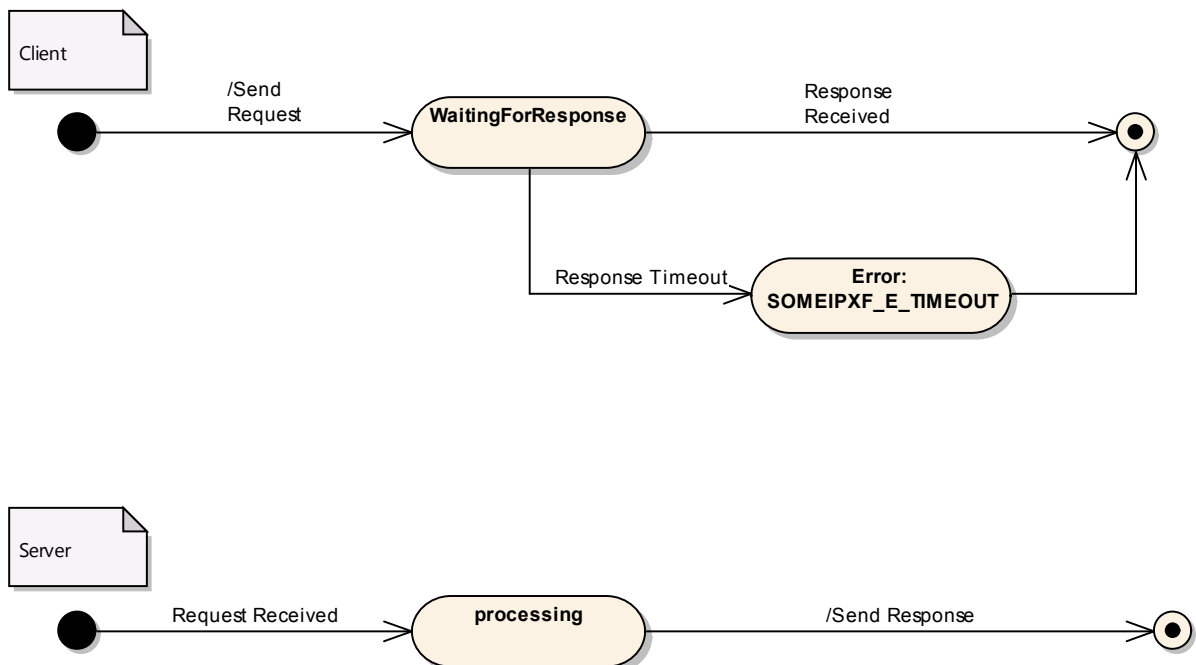 Client
/Send
Request
WaitingForResponse
Response
Received
Response Timeout
Error:
SOMEIPXF_E_TIMEOUT
Server
Request Received
processing
/Send Response